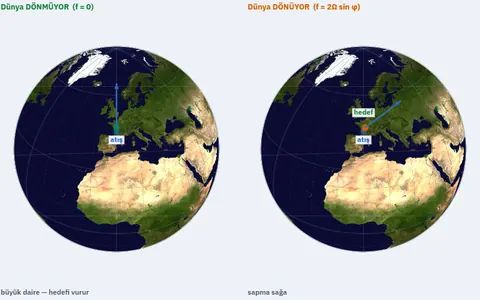 Dünya DÖNMÜYOR (f = 0)
Dünya DÖNÜYOR (f = 2Ω sin φ)
hedef
atış
atış
büyük daire — hedefi vurur
sapma sağa